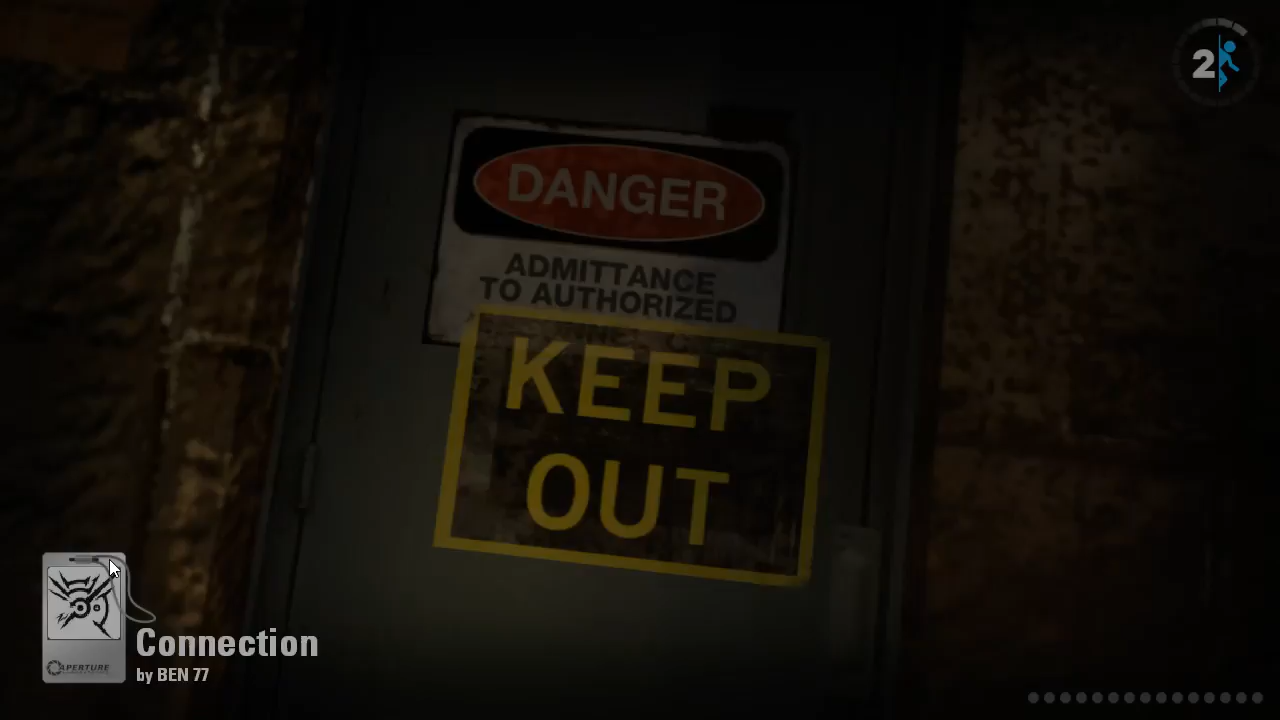 2
DANGER
ADMITTANCE
TO AUTHORIZED
KEEP
OUT
APERTURE
Connection
by BEN 77